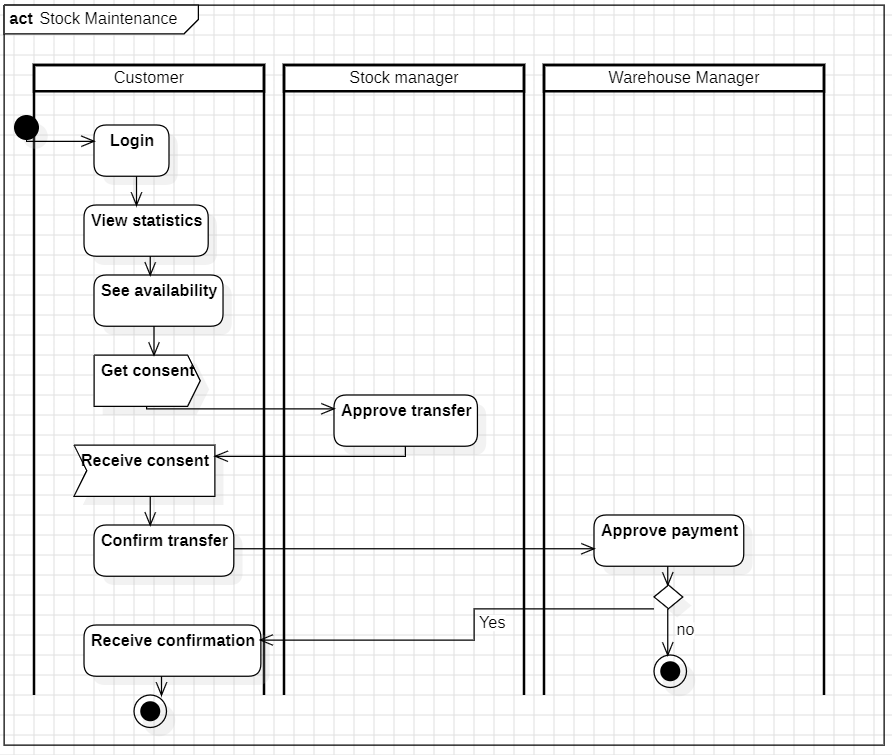 act Stock Maintenance
Customer
Stock manager
Warehouse Manager
Login
View statistics
See availability
Get consent
Approve transfer
Receive consent
Confirm transfer
Approve payment
Yes
no
Receive confirmation